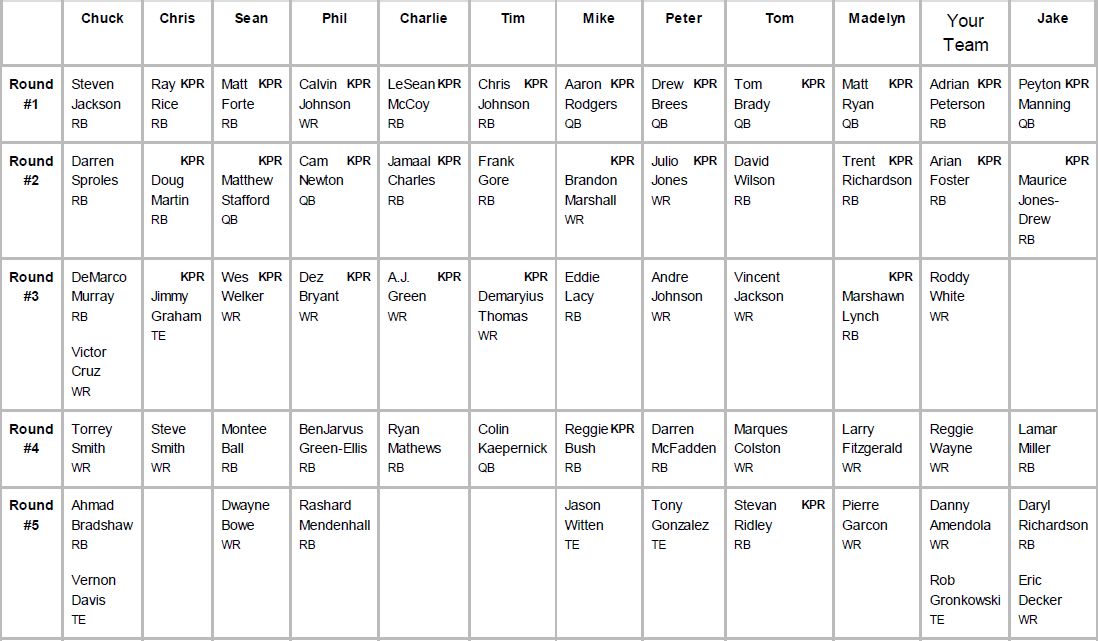 Chuck
Chris
Sean
Phil
Charlie
Tim
Mike
Peter
Tom
Madelyn
Your
Team
Jake
Round
#1
Steven
Jackson
RB
Ray KPR
Rice
RB
Matt KPR
Forte
RB
Calvin KPR
Johnson
WR
LeSean KPR
McCoy
RB
Chris KPR
Johnson
RB
Aaron KPR
Rodgers
QB
Drew KPR
Brees
QB
Tom KPR
Brady
QB
Matt KPR
Ryan
QB
Adrian KPR
Peterson
RB
Peyton KPR
Manning
QB
Round
#2
Darren
Sproles
RB
KPR
Doug
Martin
RB
KPR
Matthew
Stafford
QB
Cam KPR
Newton
QB
Jamaal KPR
Charles
RB
Frank
Gore
RB
KPR
Brandon
Marshall
WR
Julio KPR
Jones
WR
David
Wilson
RB
Trent KPR
Richardson
RB
Arian KPR
Foster
RB
KPR
Maurice
Jones-
Drew
RB
Round
#3
DeMarco
Murray
RB
Victor
Cruz
WR
KPR
Jimmy
Graham
TE
Wes KPR
Welker
WR
Dez KPR
Bryant
WR
A.J. KPR
Green
WR
KPR
Demaryius
Thomas
WR
Eddie
Lacy
RB
Andre
Johnson
WR
Vincent
Jackson
WR
KPR
Marshawn
Lynch
RB
Roddy
White
WR
Round
#4
Torrey
Smith
WR
Steve
Smith
WR
Montee
Ball
RB
BenJarvus
Green-Ellis
RB
Ryan
Mathews
RB
Colin
Kaepernick
QB
Reggie KPR
Bush
RB
Darren
McFadden
RB
Marques
Colston
WR
Larry
Fitzgerald
WR
Reggie
Wayne
WR
Lamar
Miller
RB
Round
#5
Ahmad
Bradshaw
RB
Vernon
Davis
TE
Dwayne
Bowe
WR
Rashard
Mendenhall
RB
Jason
Witten
TE
Tony
Gonzalez
TE
Stevan KPR
Ridley
RB
Pierre
Garcon
WR
Danny
Amendola
WR
Rob
Gronkowski
TE
Daryl
Richardson
RB
Eric
Decker
WR